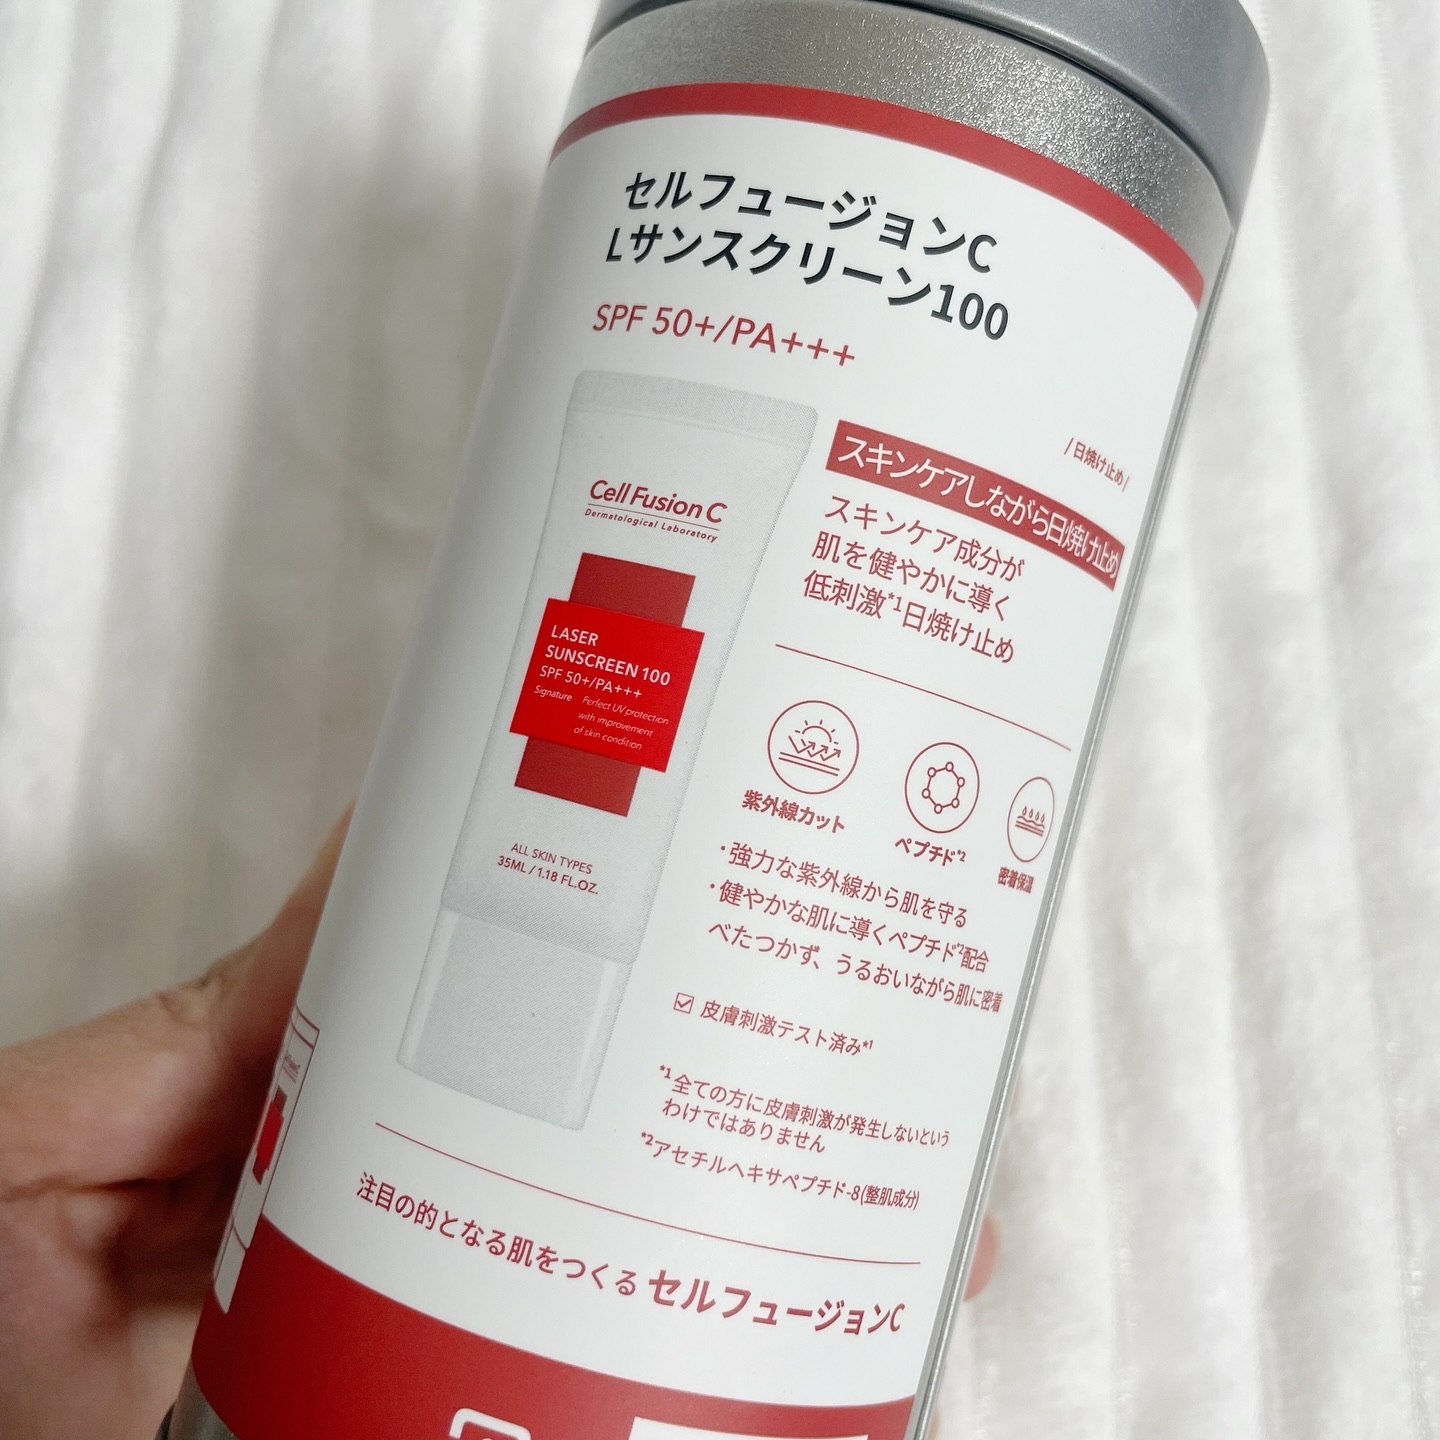 セルフュージョンC
Lサンスクリーン100
SPF 50+/PA+++
/日焼け止め/
スキンケアしながら日焼け止め
スキンケア成分が
肌を健やかに導く
低刺激*1日焼け止め
Cell Fusion C
Dermatological Laboratory
LASER
SUNSCREEN 100
SPF 50+/PA+++
Signature Perfect UV protection
with improvement
of skin condition
ALL SKIN TYPES
35ML / 1.18 FL.OZ.
紫外線カット
ペプチド*2
密着保湿
・強力な紫外線から肌を守る
・健やかな肌に導くペプチド*2配合
べたつかず、うるおいながら肌に密着
☑ 皮膚刺激テスト済み*1
*1 全ての方に皮膚刺激が発生しないという
わけではありません
*2 アセチルヘキサペプチド-8(整肌成分)
注目の的となる肌をつくる セルフュージョンC